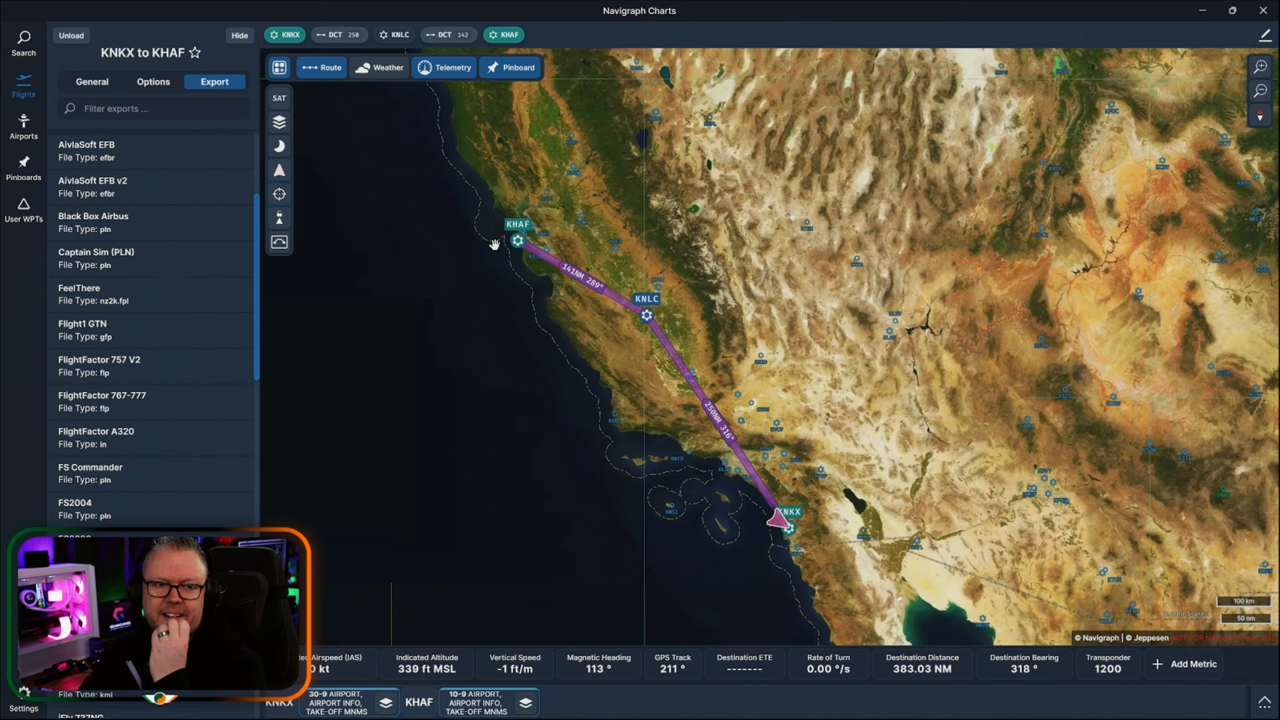 Navigraph Charts
Search
Flights
Airports
Pinboards
User WPTs
Settings
Unload
Hide
KNKX to KHAF
General
Options
Export
Filter exports ...
AivlaSoft EFB
File Type: efbr
AivlaSoft EFB v2
File Type: efbr
Black Box Airbus
File Type: pln
Captain Sim (PLN)
File Type: pln
FeelThere
File Type: nz2k.fpl
Flight1 GTN
File Type: gfp
FlightFactor 757 V2
File Type: flp
FlightFactor 767-777
File Type: flp
FlightFactor A320
File Type: in
FS Commander
File Type: pln
FS2004
File Type: pln
KNKX
DCT 250
KNLC
DCT 142
KHAF
Route
Weather
Telemetry
Pinboard
SAT
KHAF
141NM 289°
KNLC
250NM 316°
KNKX
100 km
50 nm
© Navigraph | © Jeppesen
Airspeed (IAS)
0 kt
Indicated Altitude
339 ft MSL
Vertical Speed
-1 ft/m
Magnetic Heading
113 °
GPS Track
211 °
Destination ETE
-------
Rate of Turn
0.00 °/s
Destination Distance
383.03 NM
Destination Bearing
318 °
Transponder
1200
Add Metric
KNKX
30-9 AIRPORT,
AIRPORT INFO,
TAKE-OFF MNMS
KHAF
10-9 AIRPORT,
AIRPORT INFO,
TAKE-OFF MNMS